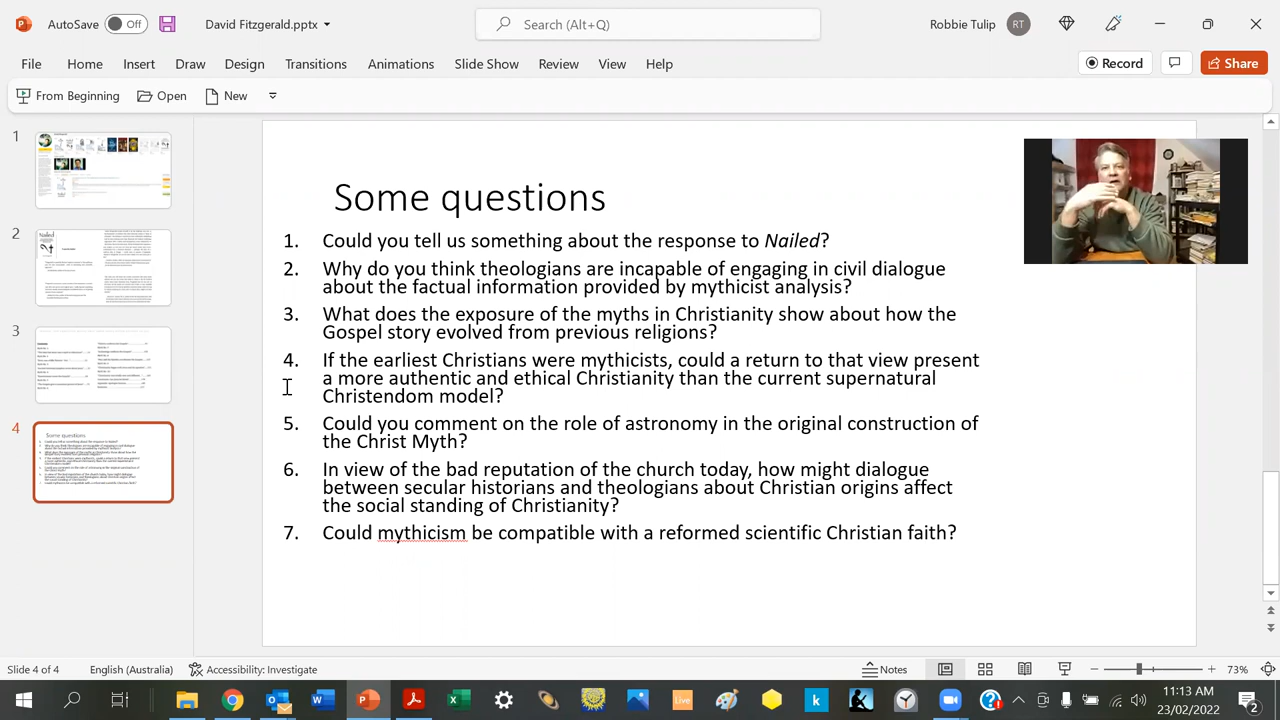 AutoSave Off David Fitzgerald.pptx Search (Alt+Q) Robbie Tulip RT
File Home Insert Draw Design Transitions Animations Slide Show Review View Help Record Share
From Beginning Open New
1
2
3
4
Some questions
1. Could you tell us something about the response to Nailed?
2. Why do you think theologians are incapable of engaging in civil dialogue
about the factual information provided by mythicist analysis?
3. What does the exposure of the myths in Christianity show about how the
Gospel story evolved from previous religions?
4. If the earliest Christians were mythicists, could a return to that view present
a more authentic and ethical Christianity than the current supernatural
Christendom model?
5. Could you comment on the role of astronomy in the original construction of
the Christ Myth?
6. In view of the bad reputation of the church today, how might dialogue
between secular historians and theologians about Christian origins affect
the social standing of Christianity?
7. Could mythicism be compatible with a reformed scientific Christian faith?
Slide 4 of 4 English (Australia) Accessibility: Investigate Notes 73%
11:13 AM
23/02/2022